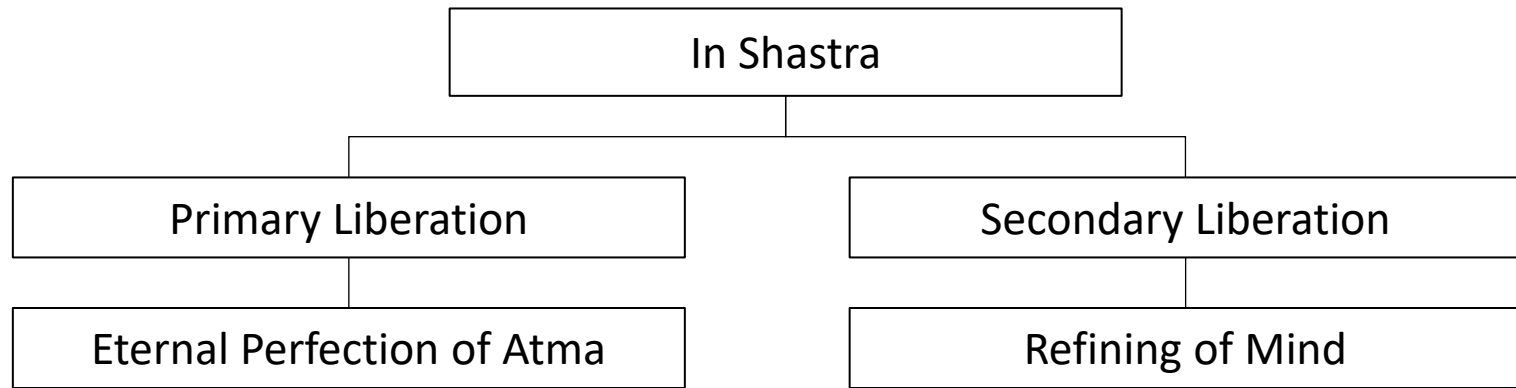 In Shastra
Primary Liberation
Secondary Liberation
Eternal Perfection of Atma
Refining of Mind